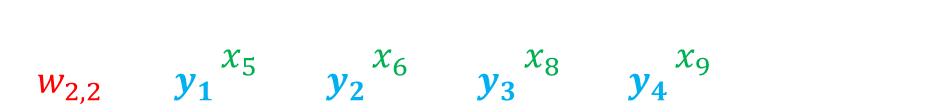 x₅ x₆ x₈ x₉
w₂,₂ y₁ y₂ y₃ y₄